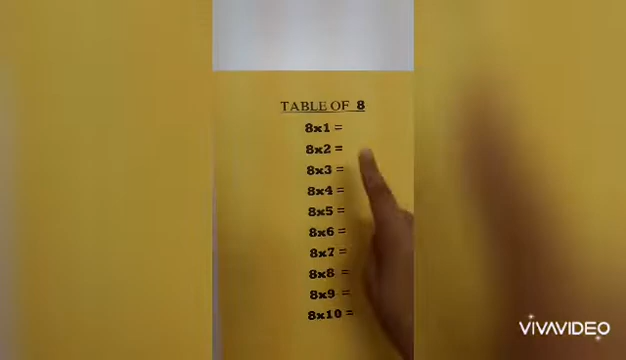 TABLE OF 8
8x1 =
8x2 =
8x3 =
8x4 =
8x5 =
8x6 =
8x7 =
8x8 =
8x9 =
8x10 =
VIVAVIDEO